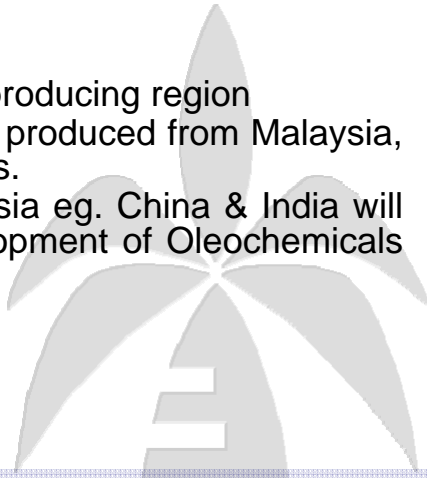 producing region
produced from Malaysia,
s.
sia eg. China & India will
opment of Oleochemicals